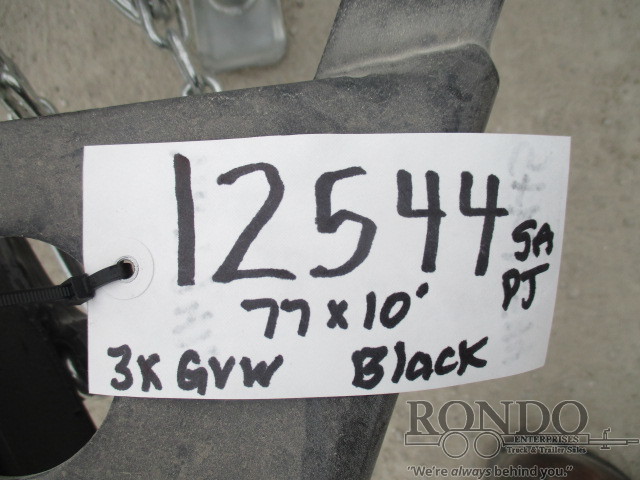 12544
SA
PJ
77 x 10'
3K GVW Black
RONDO
ENTERPRISES
Truck & Trailer Sales
"We're always behind you."